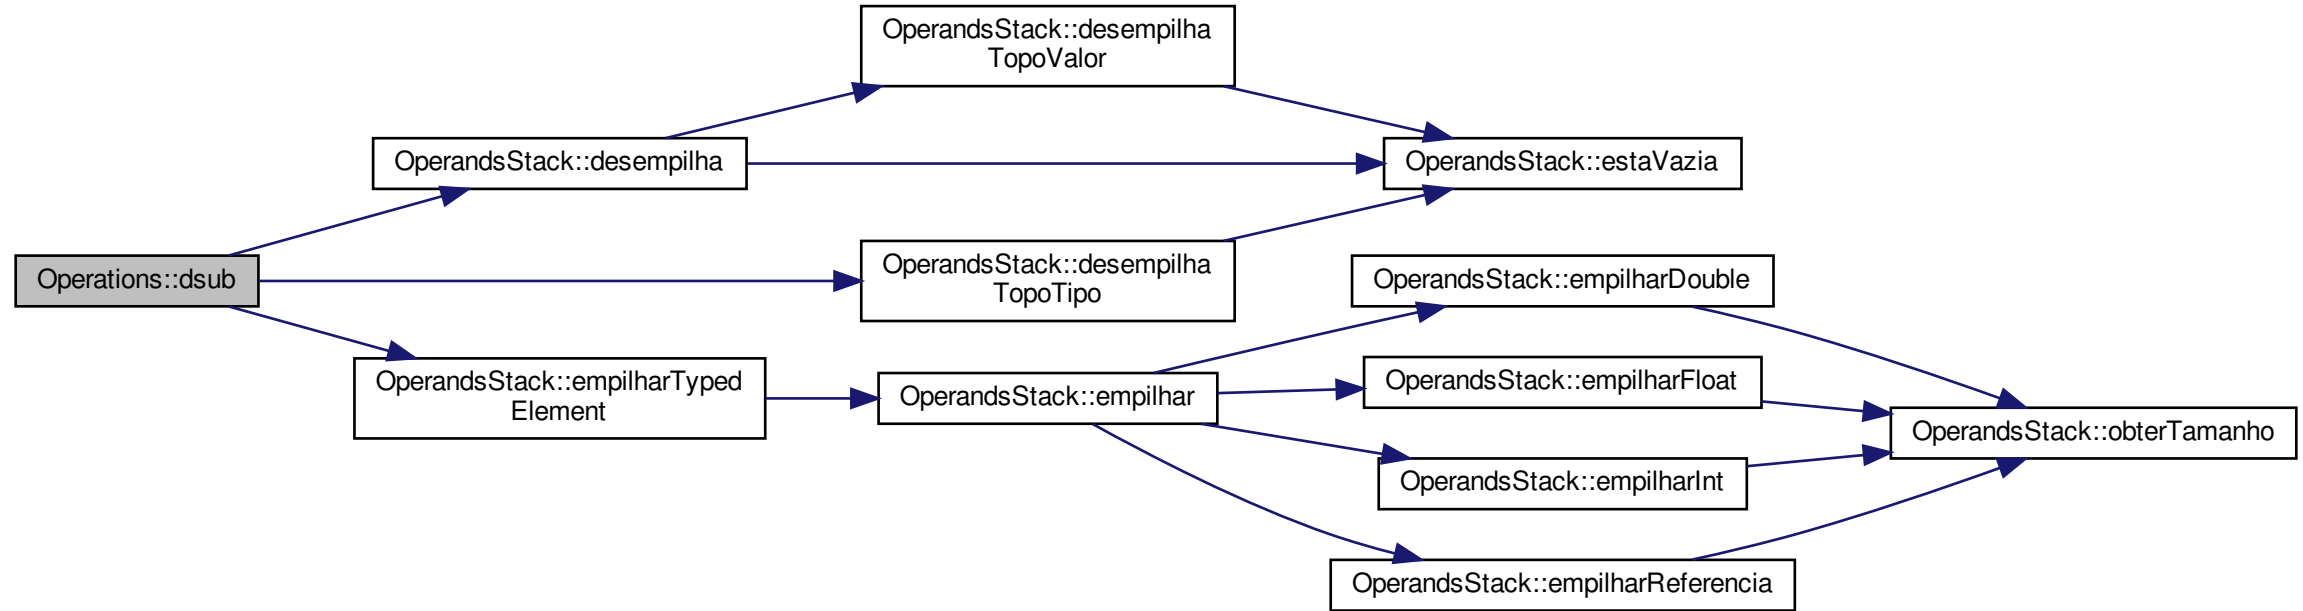 Operations::dsub
OperandsStack::desempilha
OperandsStack::desempilha
TopoValor
OperandsStack::estaVazia
OperandsStack::desempilha
TopoTipo
OperandsStack::empilharTyped
Element
OperandsStack::empilhar
OperandsStack::empilharDouble
OperandsStack::empilharFloat
OperandsStack::empilharInt
OperandsStack::empilharReferencia
OperandsStack::obterTamanho